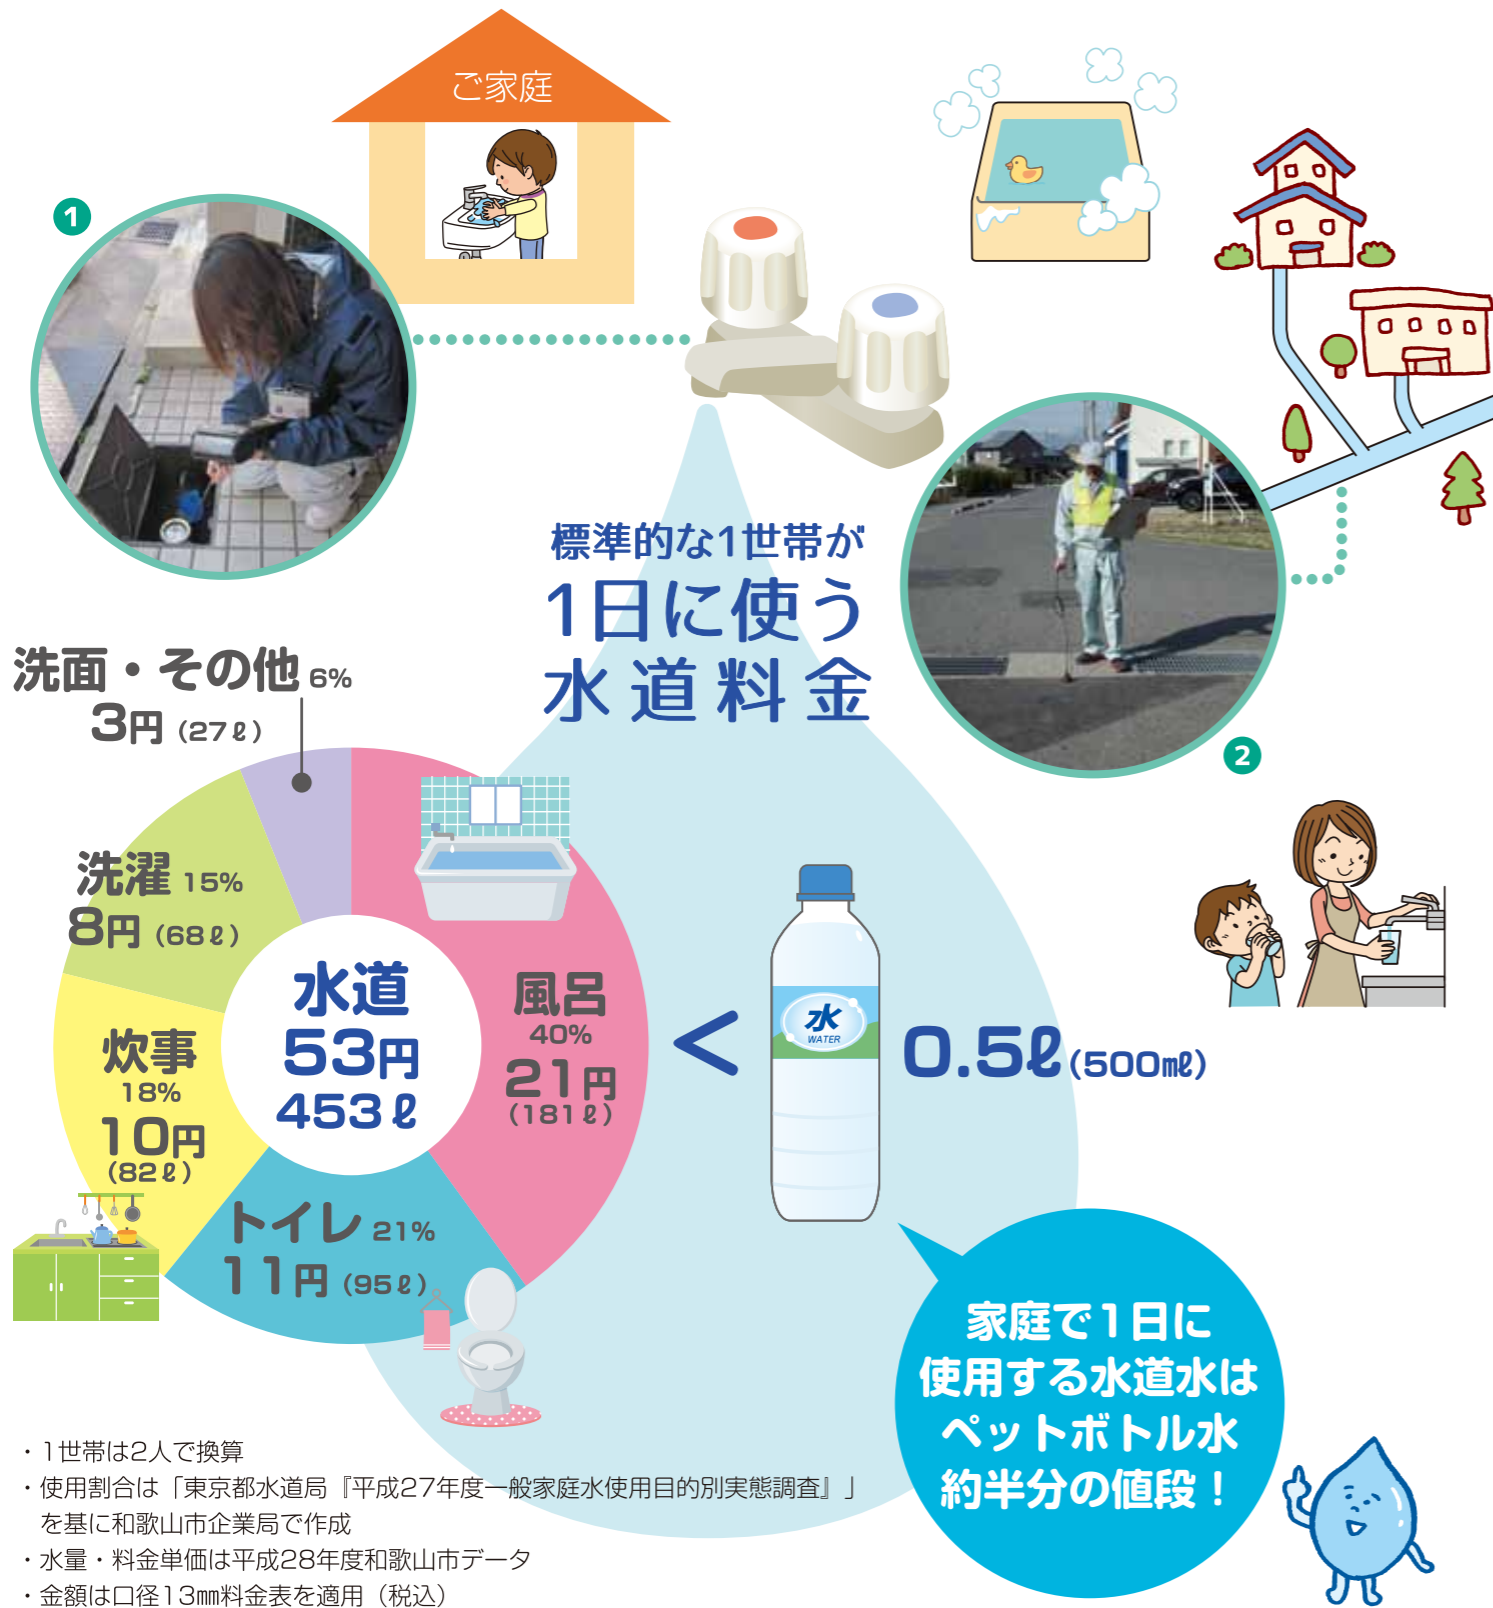 ご家庭
1
標準的な1世帯が
1日に使う
水道料金
2
洗面・その他 6%
3円（27ℓ）
洗濯 15%
8円（68ℓ）
炊事
18%
10円
（82ℓ）
水道
53円
453ℓ
風呂
40%
21円
（181ℓ）
トイレ 21%
11円（95ℓ）
<
水
WATER
0.5ℓ（500㎖）
家庭で1日に
使用する水道水は
ペットボトル水
約半分の値段！
・1世帯は2人で換算
・使用割合は「東京都水道局『平成27年度一般家庭水使用目的別実態調査』」
を基に和歌山市企業局で作成
・水量・料金単価は平成28年度和歌山市データ
・金額は口径13㎜料金表を適用（税込）